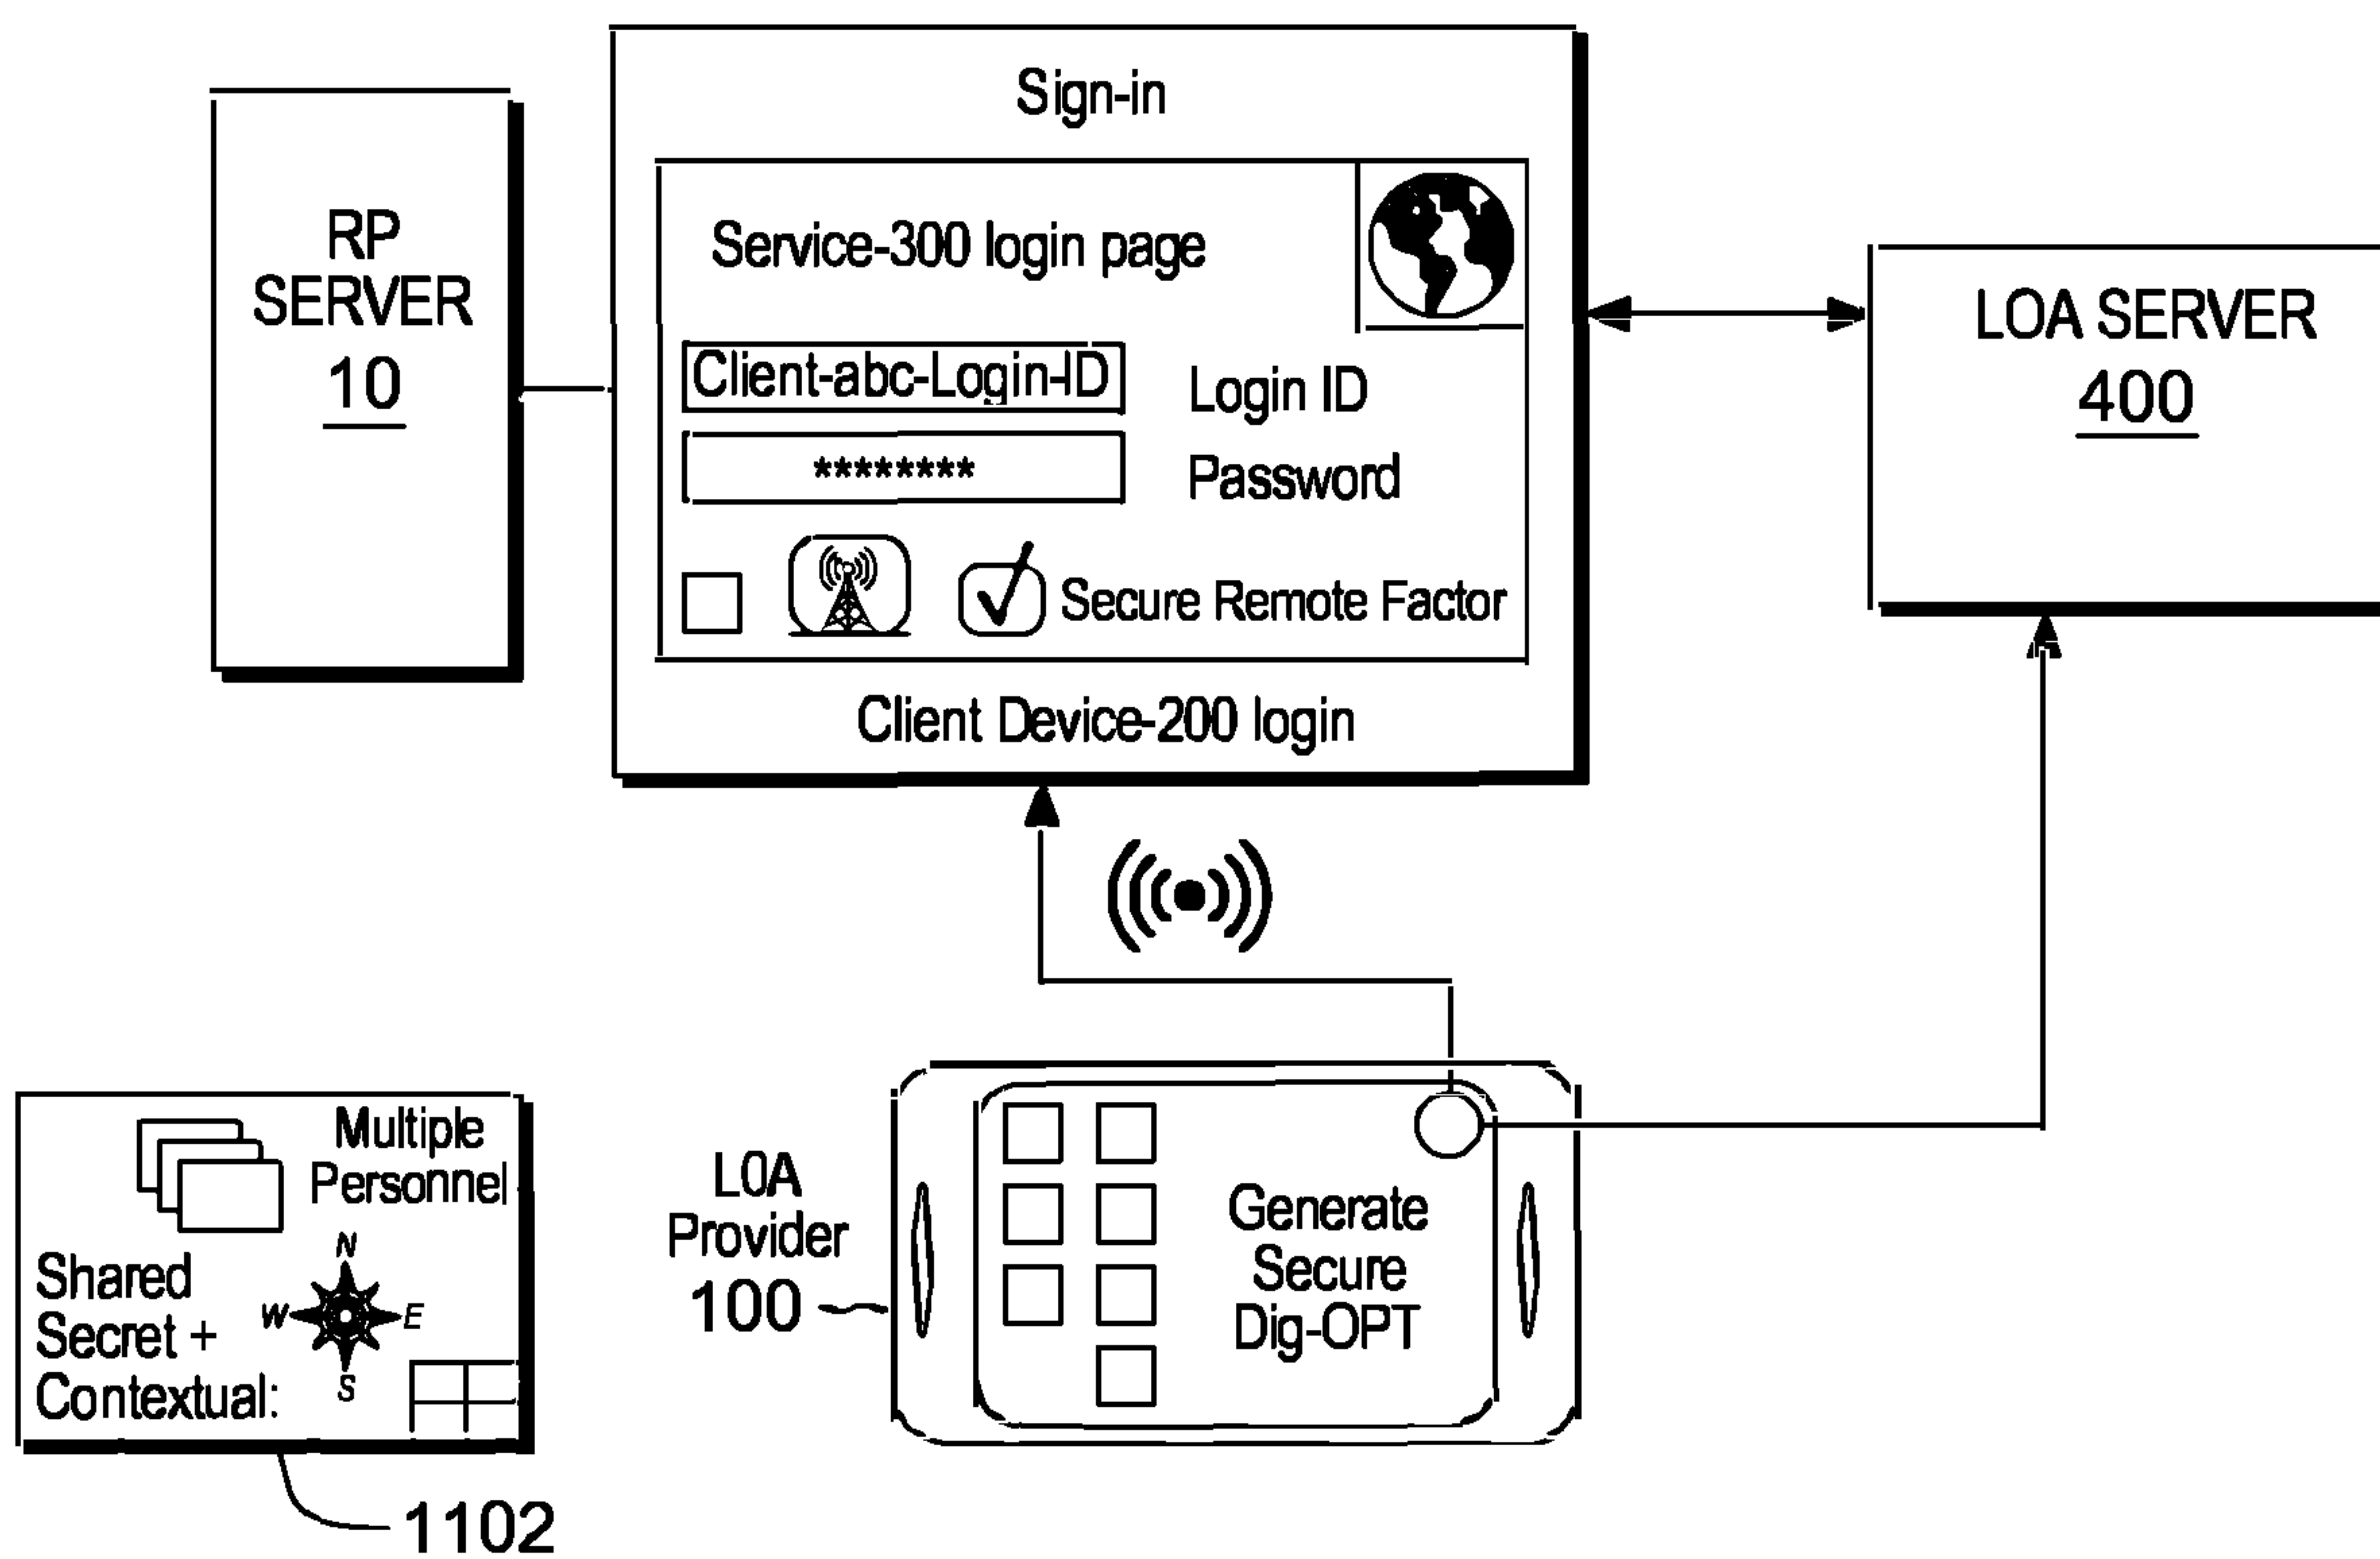 Sign-in
RP
SERVER
10
Service-300 login page
Client-abc-Login-ID
Login ID
********
Password
Secure Remote Factor
Client Device-200 login
LOA SERVER
400
Multiple
Personnel
Shared
Secret +
Contextual:
N
W
E
S
1102
L0A
Provider
100
Generate
Secure
Dig-OPT